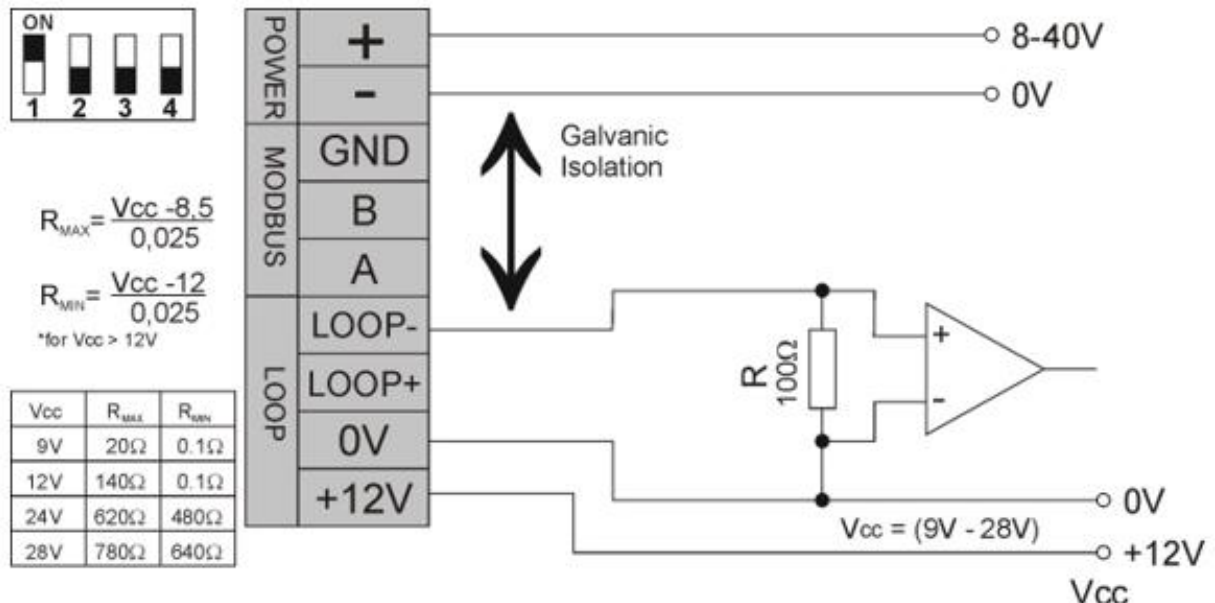 ON
1 2 3 4
POWER
+
-
MODBUS
GND
B
A
LOOP
LOOP-
LOOP+
0V
+12V
8-40V
0V
Galvanic
Isolation
RMAX= Vcc -8,5
0,025
RMIN= Vcc -12
0,025
*for Vcc > 12V
Vcc RMAX RMIN
9V 20Ω 0.1Ω
12V 140Ω 0.1Ω
24V 620Ω 480Ω
28V 780Ω 640Ω
R
100Ω
+
-
0V
Vcc = (9V - 28V)
+12V
Vcc